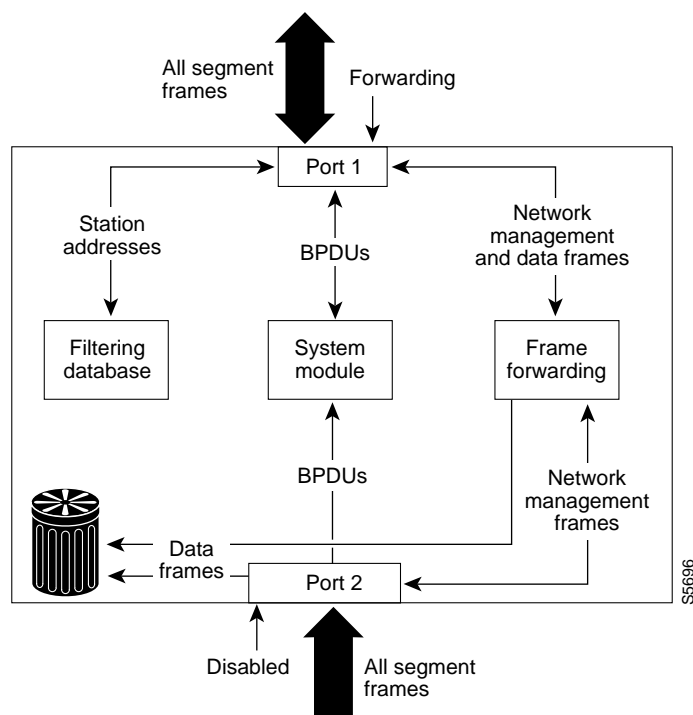 All segment
frames
Forwarding
Port 1
Station
addresses
BPDUs
Network
management
and data frames
Filtering
database
System
module
Frame
forwarding
BPDUs
Network
management
frames
Data
frames
Port 2
Disabled
All segment
frames
S5696